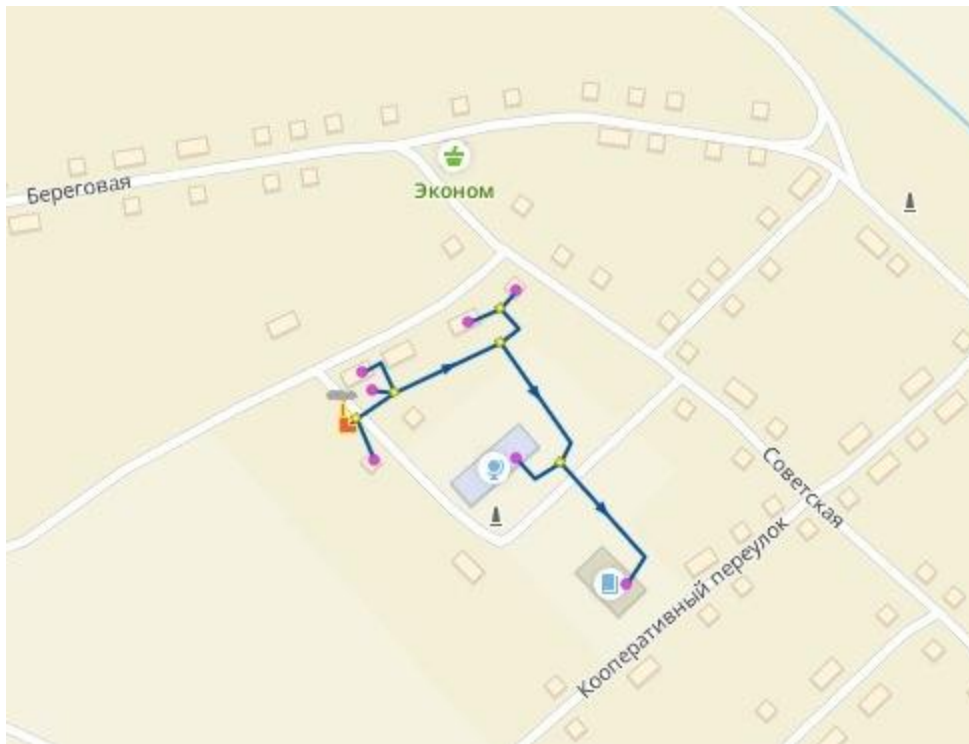 Береговая
Эконом
Советская
Кооперативный переулок